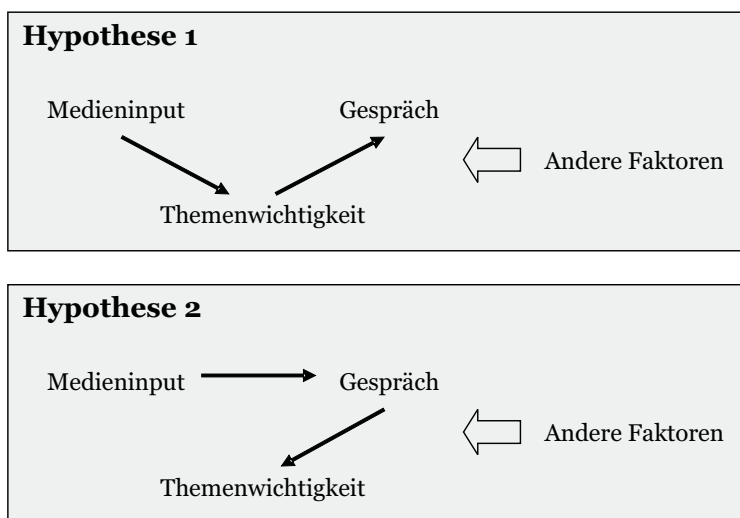 Hypothese 1
Medieninput Gespräch
Andere Faktoren
Themenwichtigkeit
Hypothese 2
Medieninput Gespräch
Andere Faktoren
Themenwichtigkeit